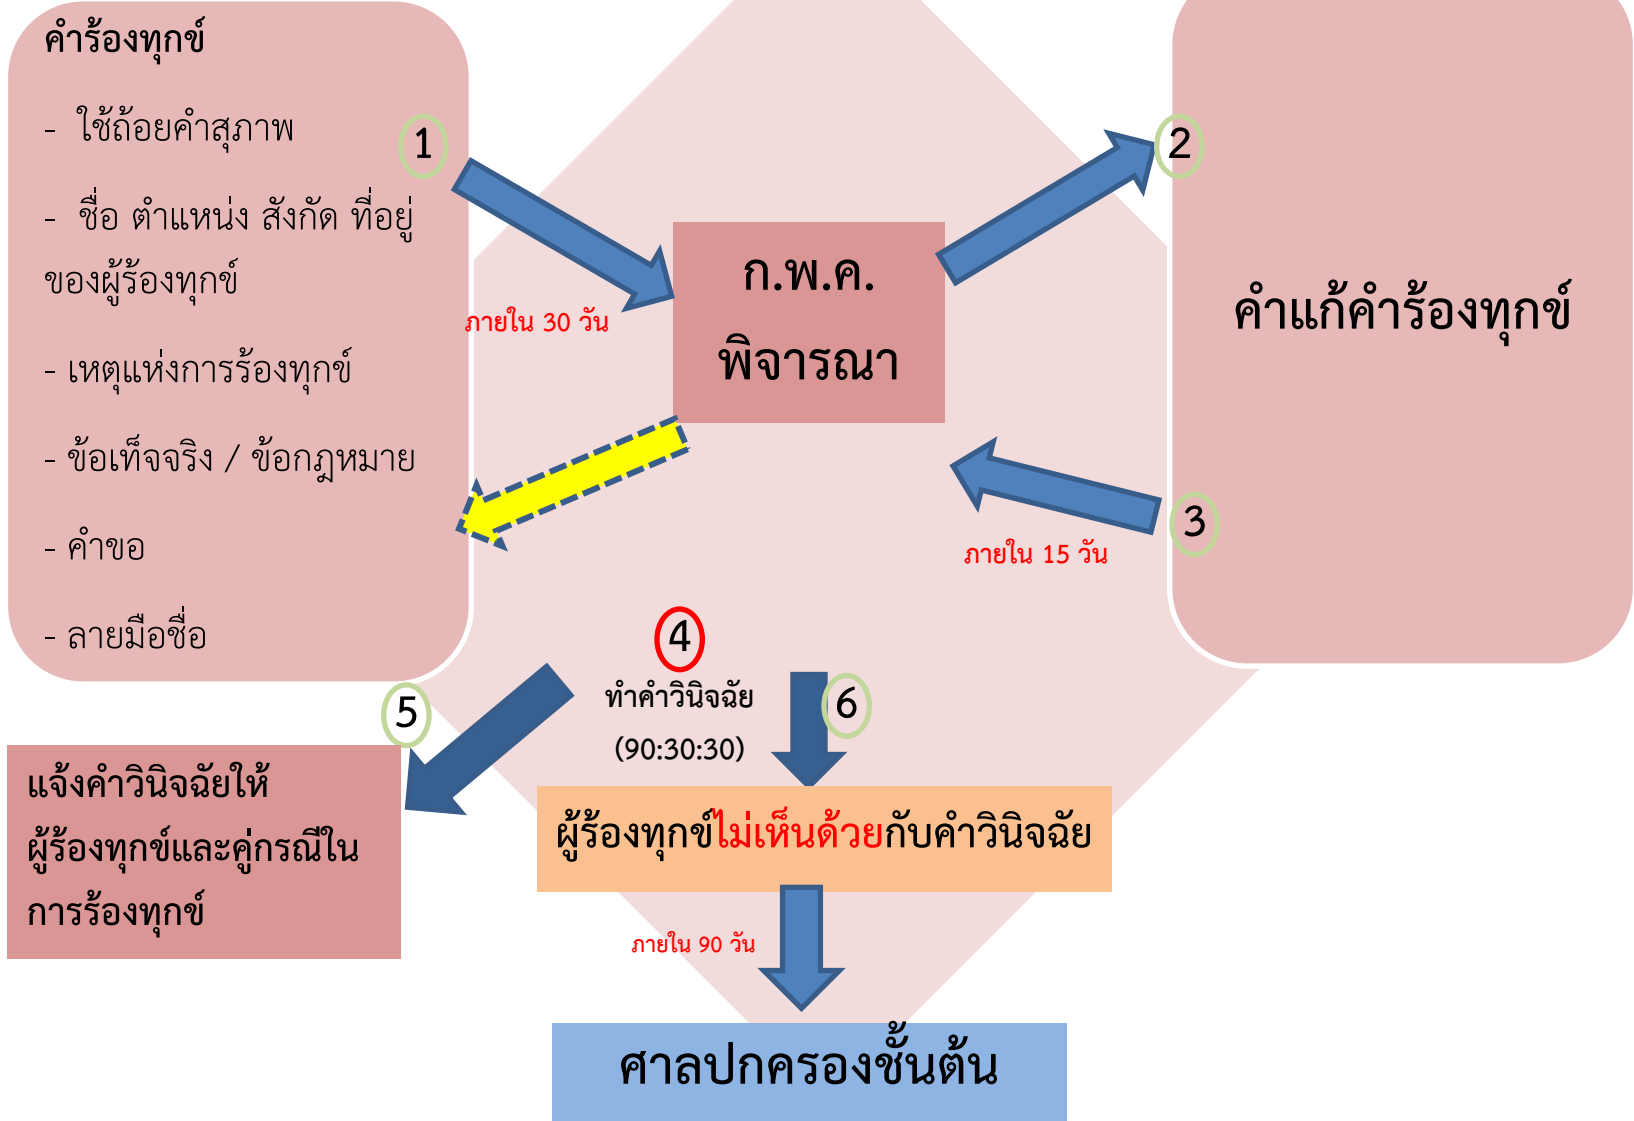 คำร้องทุกข์
- ใช้ถ้อยคำสุภาพ
- ชื่อ ตำแหน่ง สังกัด ที่อยู่
ของผู้ร้องทุกข์
- เหตุแห่งการร้องทุกข์
- ข้อเท็จจริง / ข้อกฎหมาย
- คำขอ
- ลายมือชื่อ
1
ภายใน 30 วัน
ก.พ.ค.
พิจารณา
2
คำแก้คำร้องทุกข์
3
ภายใน 15 วัน
4
ทำคำวินิจฉัย
(90:30:30)
5
แจ้งคำวินิจฉัยให้
ผู้ร้องทุกข์และคู่กรณีใน
การร้องทุกข์
6
ผู้ร้องทุกข์ไม่เห็นด้วยกับคำวินิจฉัย
ภายใน 90 วัน
ศาลปกครองชั้นต้น